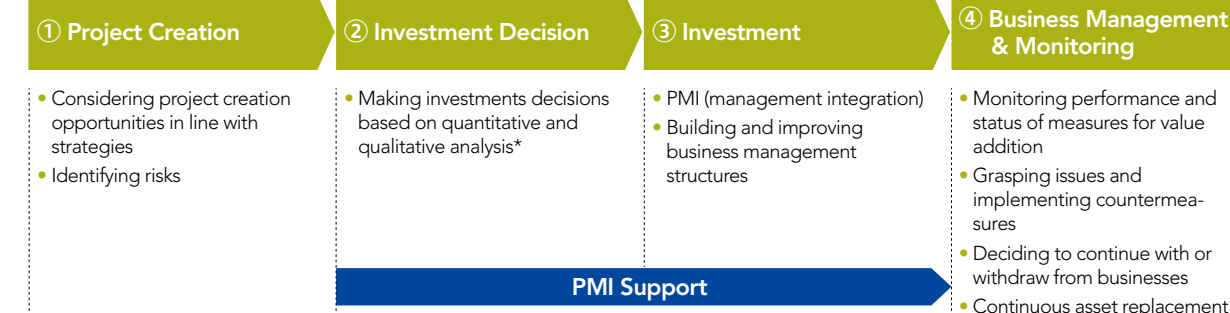 ① Project Creation
② Investment Decision
③ Investment
④ Business Management
& Monitoring
• Considering project creation
opportunities in line with
strategies
• Identifying risks
• Making investments decisions
based on quantitative and
qualitative analysis*
• PMI (management integration)
• Building and improving
business management
structures
• Monitoring performance and
status of measures for value
addition
• Grasping issues and
implementing countermea-
sures
• Deciding to continue with or
withdraw from businesses
• Continuous asset replacement
PMI Support